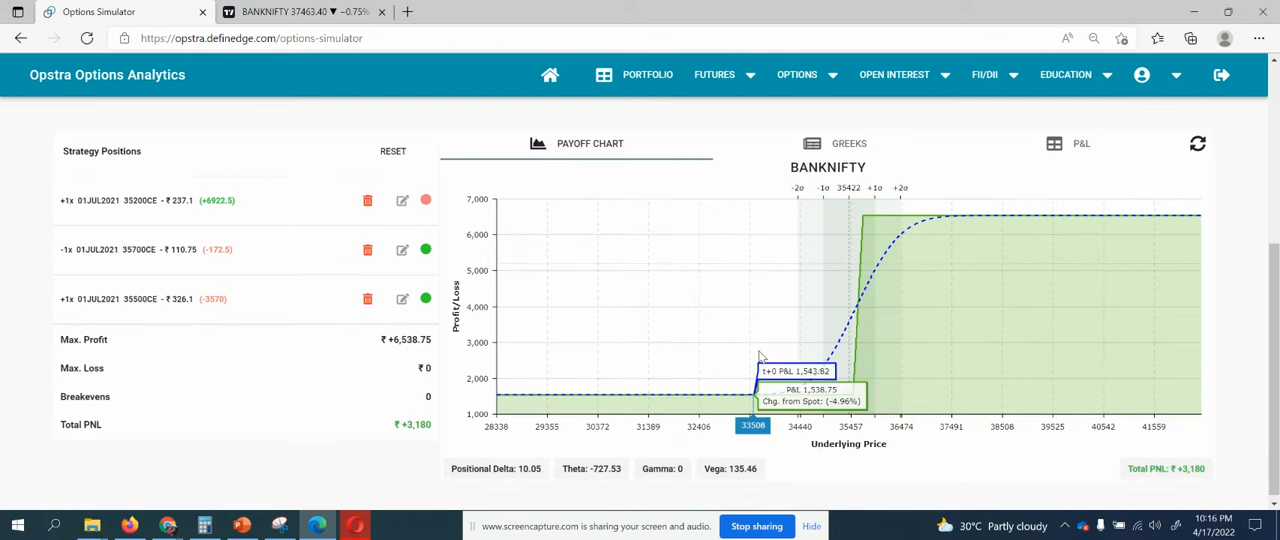 Options Simulator
BANKNIFTY 37463.40 ▼ −0.75%
https://opstra.definedge.com/options-simulator
Opstra Options Analytics
PORTFOLIO
FUTURES
OPTIONS
OPEN INTEREST
FII/DII
EDUCATION
Strategy Positions
RESET
PAYOFF CHART
GREEKS
P&L
BANKNIFTY
-2σ
-1σ
35422
+1σ
+2σ
+1x 01JUL2021 35200CE - ₹ 237.1 (+6922.5)
-1x 01JUL2021 35700CE - ₹ 110.75 (-172.5)
+1x 01JUL2021 35500CE - ₹ 326.1 (-3570)
Max. Profit
₹ +6,538.75
Max. Loss
₹ 0
Breakevens
0
Total PNL
₹ +3,180
Profit/Loss
7,000
6,000
5,000
4,000
3,000
2,000
1,000
t+0 P&L 1,543.82
P&L 1,538.75
Chg. from Spot: (-4.96%)
28338
29355
30372
31389
32406
33508
34440
35457
36474
37491
38508
39525
40542
41559
Underlying Price
Positional Delta: 10.05
Theta: -727.53
Gamma: 0
Vega: 135.46
Total PNL: ₹ +3,180
www.screencapture.com is sharing your screen and audio.
Stop sharing
Hide
30°C Partly cloudy
10:16 PM
4/17/2022